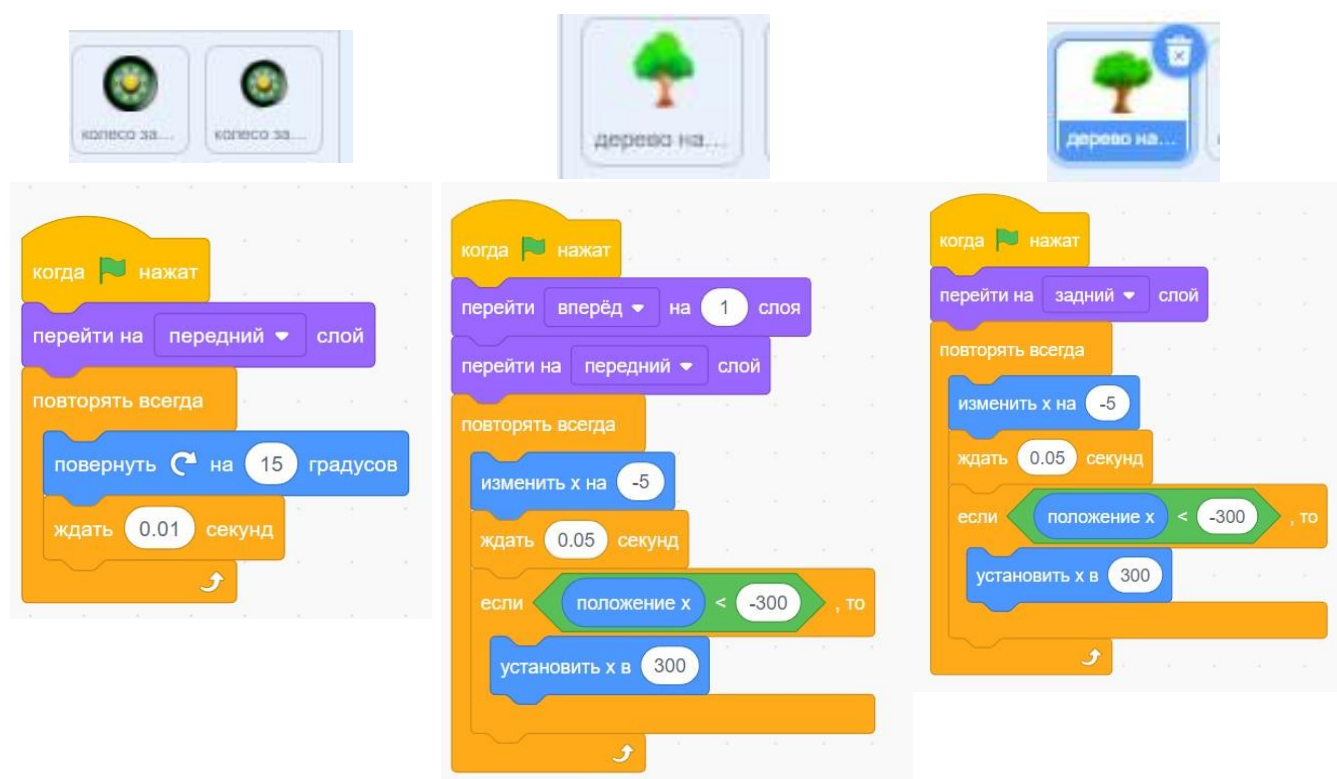 колесо за...
колесо за...
когда нажат
перейти на передний слой
повторять всегда
повернуть на 15 градусов
ждать 0.01 секунд
дерево на...
когда нажат
перейти вперёд на 1 слоя
перейти на передний слой
повторять всегда
изменить x на -5
ждать 0.05 секунд
если положение x < -300 , то
установить x в 300
дерево на...
когда нажат
перейти на задний слой
повторять всегда
изменить x на -5
ждать 0.05 секунд
если положение x < -300 , то
установить x в 300